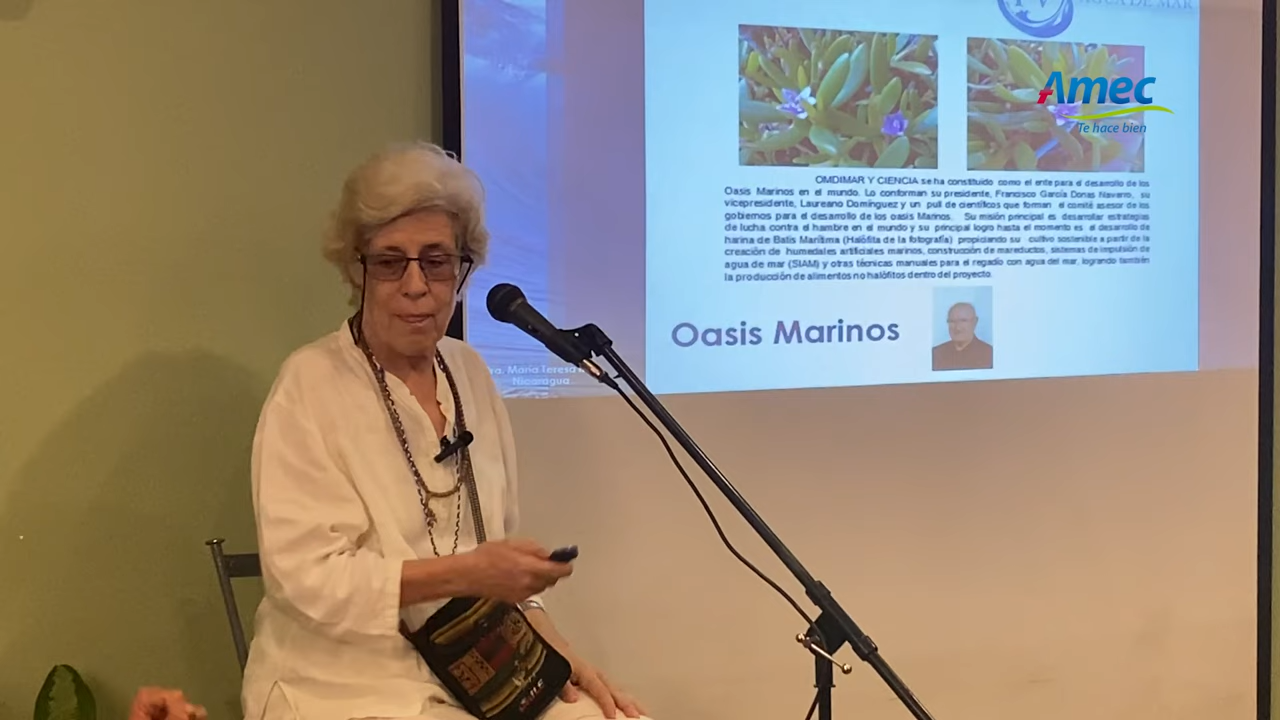 AGUA DE MAR
Amec
Te hace bien
OMDIMAR Y CIENCIA se ha constituido como el ente para el desarrollo de los
Oasis Marinos en el mundo. Lo conforman su presidente, Francisco García Donas Navarro, su
vicepresidente, Laureano Domínguez y un pull de científicos que forman el comité asesor de los
gobiernos para el desarrollo de los oasis Marinos. Su misión principal es desarrollar estrategias
de lucha contra el hambre en el mundo y su principal logro hasta el momento es el desarrollo de
harina de Batis Marítima (Halófita de la fotografía) propiciando su cultivo sostenible a partir de la
creación de humedales artificiales marinos, construcción de mareductos, sistemas de impulsión de
agua de mar (SIAM) y otras técnicas manuales para el regadío con agua del mar, logrando también
la producción de alimentos no halófitos dentro del proyecto.
Oasis Marinos
María Teresa
Nicaragua